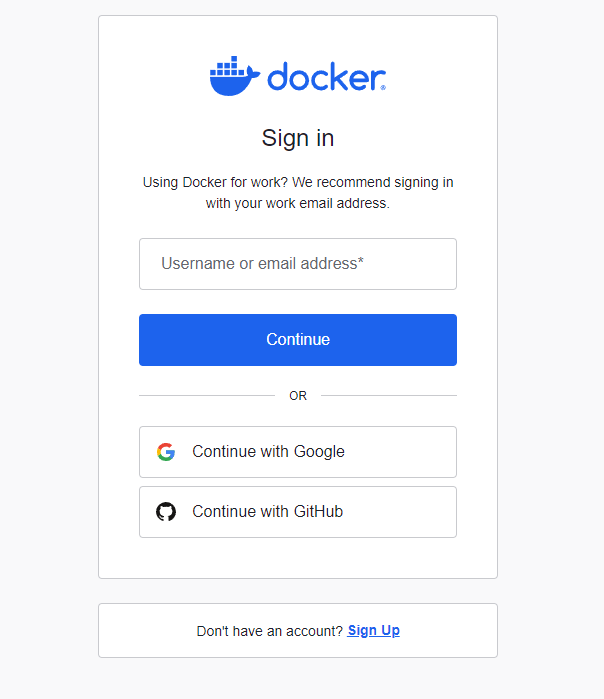 docker®
Sign in
Using Docker for work? We recommend signing in
with your work email address.
Username or email address*
Continue
OR
Continue with Google
Continue with GitHub
Don't have an account? Sign Up